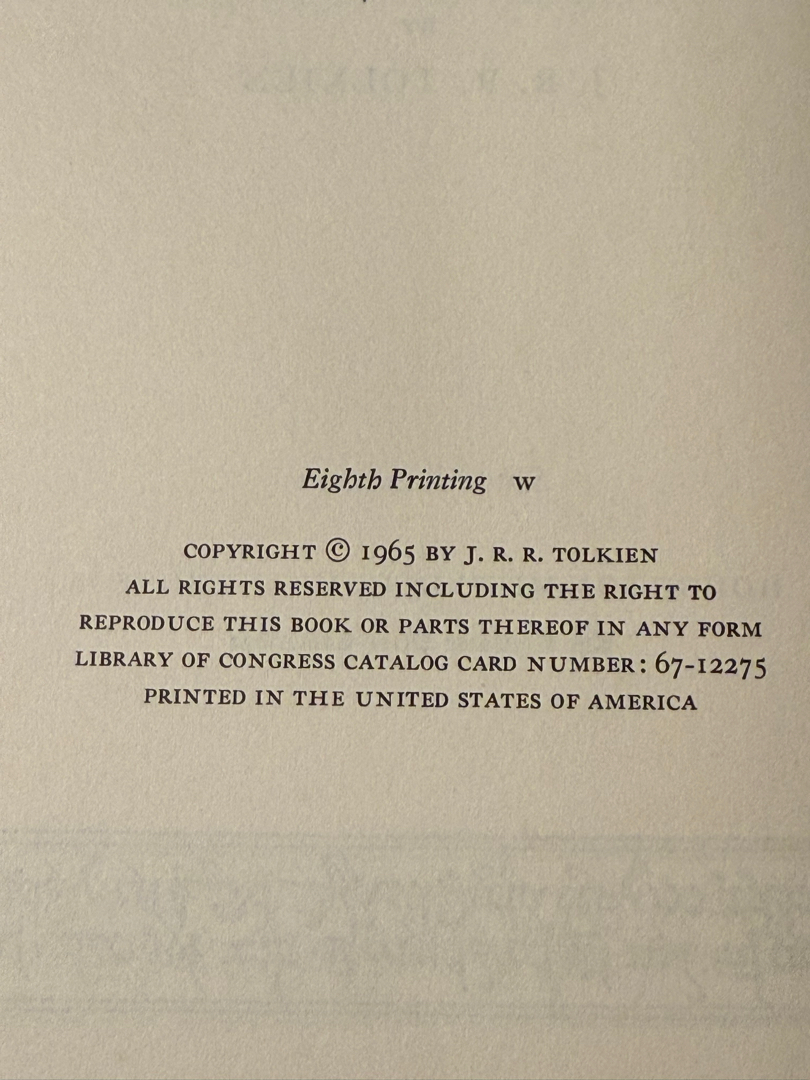 Eighth Printing w
COPYRIGHT © 1965 BY J. R. R. TOLKIEN
ALL RIGHTS RESERVED INCLUDING THE RIGHT TO
REPRODUCE THIS BOOK OR PARTS THEREOF IN ANY FORM
LIBRARY OF CONGRESS CATALOG CARD NUMBER: 67-12275
PRINTED IN THE UNITED STATES OF AMERICA